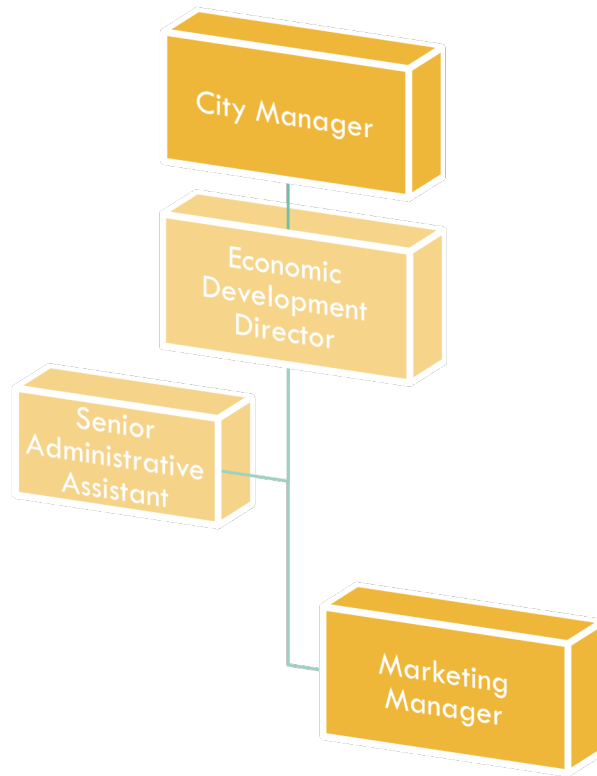 City Manager
Economic
Development
Director
Senior
Administrative
Assistant
Marketing
Manager